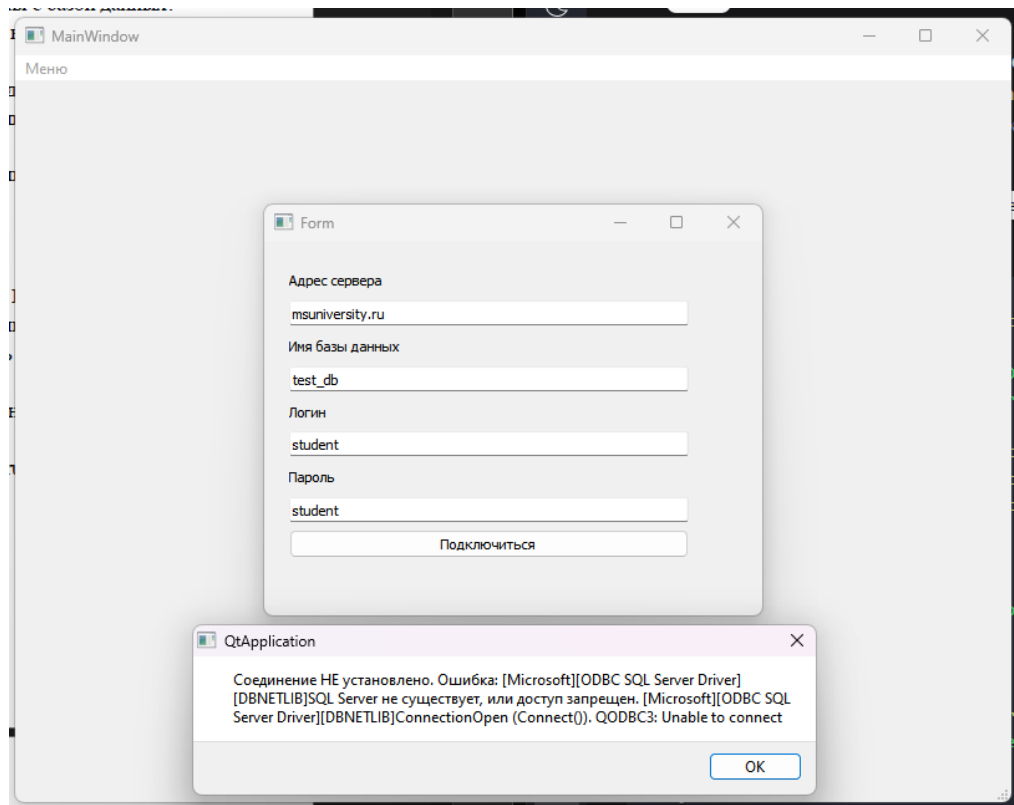 MainWindow
Меню
Form
Адрес сервера
msuniversity.ru
Имя базы данных
test_db
Логин
student
Пароль
student
Подключиться
QtApplication
Соединение НЕ установлено. Ошибка: [Microsoft][ODBC SQL Server Driver]
[DBNETLIB]SQL Server не существует, или доступ запрещен. [Microsoft][ODBC SQL
Server Driver][DBNETLIB]ConnectionOpen (Connect()). QODBC3: Unable to connect
OK